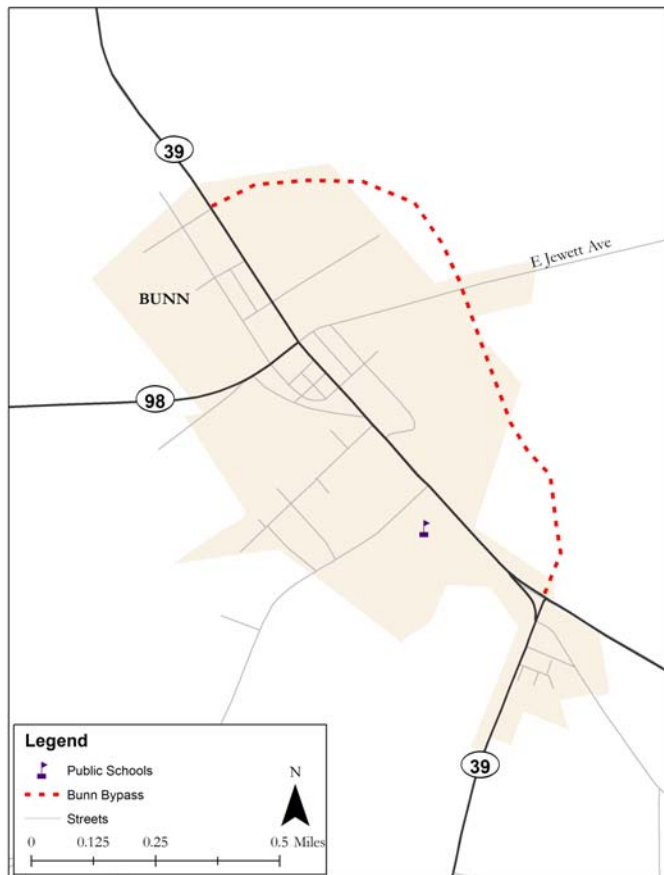 39
E Jewett Ave
BUNN
98
39
Legend
Public Schools
Bunn Bypass
Streets
N
0 0.125 0.25 0.5 Miles